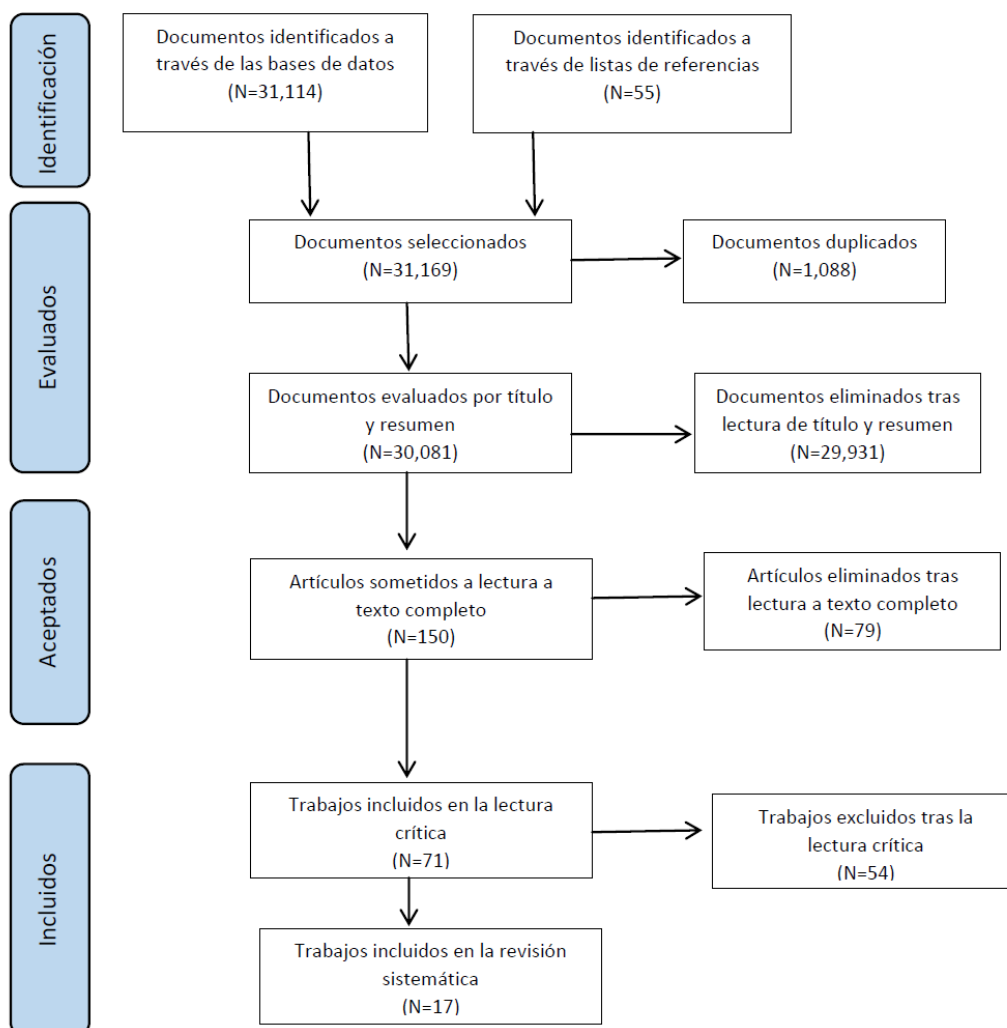 Identificación
Documentos identificados a
través de las bases de datos
(N=31,114)
Documentos identificados a
través de listas de referencias
(N=55)
Evaluados
Documentos seleccionados
(N=31,169)
Documentos duplicados
(N=1,088)
Documentos evaluados por título
y resumen
(N=30,081)
Documentos eliminados tras
lectura de título y resumen
(N=29,931)
Aceptados
Artículos sometidos a lectura a
texto completo
(N=150)
Artículos eliminados tras
lectura a texto completo
(N=79)
Incluidos
Trabajos incluidos en la lectura
crítica
(N=71)
Trabajos excluidos tras la
lectura crítica
(N=54)
Trabajos incluidos en la revisión
sistemática
(N=17)